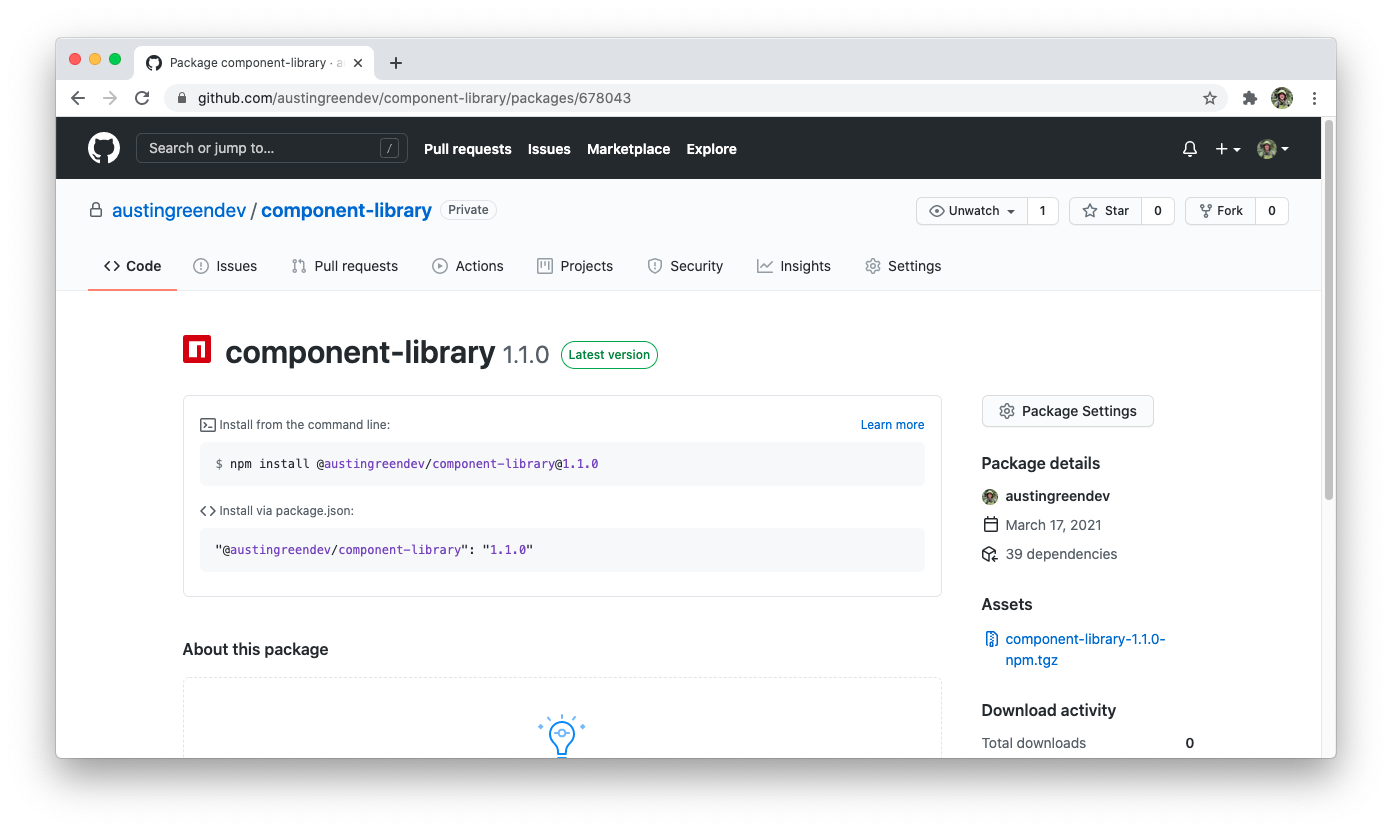 Package component-library · a
github.com/austingreendev/component-library/packages/678043
Search or jump to... / Pull requests Issues Marketplace Explore
austingreendev / component-library Private Unwatch 1 Star 0 Fork 0
Code Issues Pull requests Actions Projects Security Insights Settings
component-library 1.1.0 Latest version
Install from the command line: Learn more
$ npm install @austingreendev/component-library@1.1.0
Install via package.json:
"@austingreendev/component-library": "1.1.0"
About this package
Package Settings
Package details
austingreendev
March 17, 2021
39 dependencies
Assets
component-library-1.1.0-
npm.tgz
Download activity
Total downloads 0